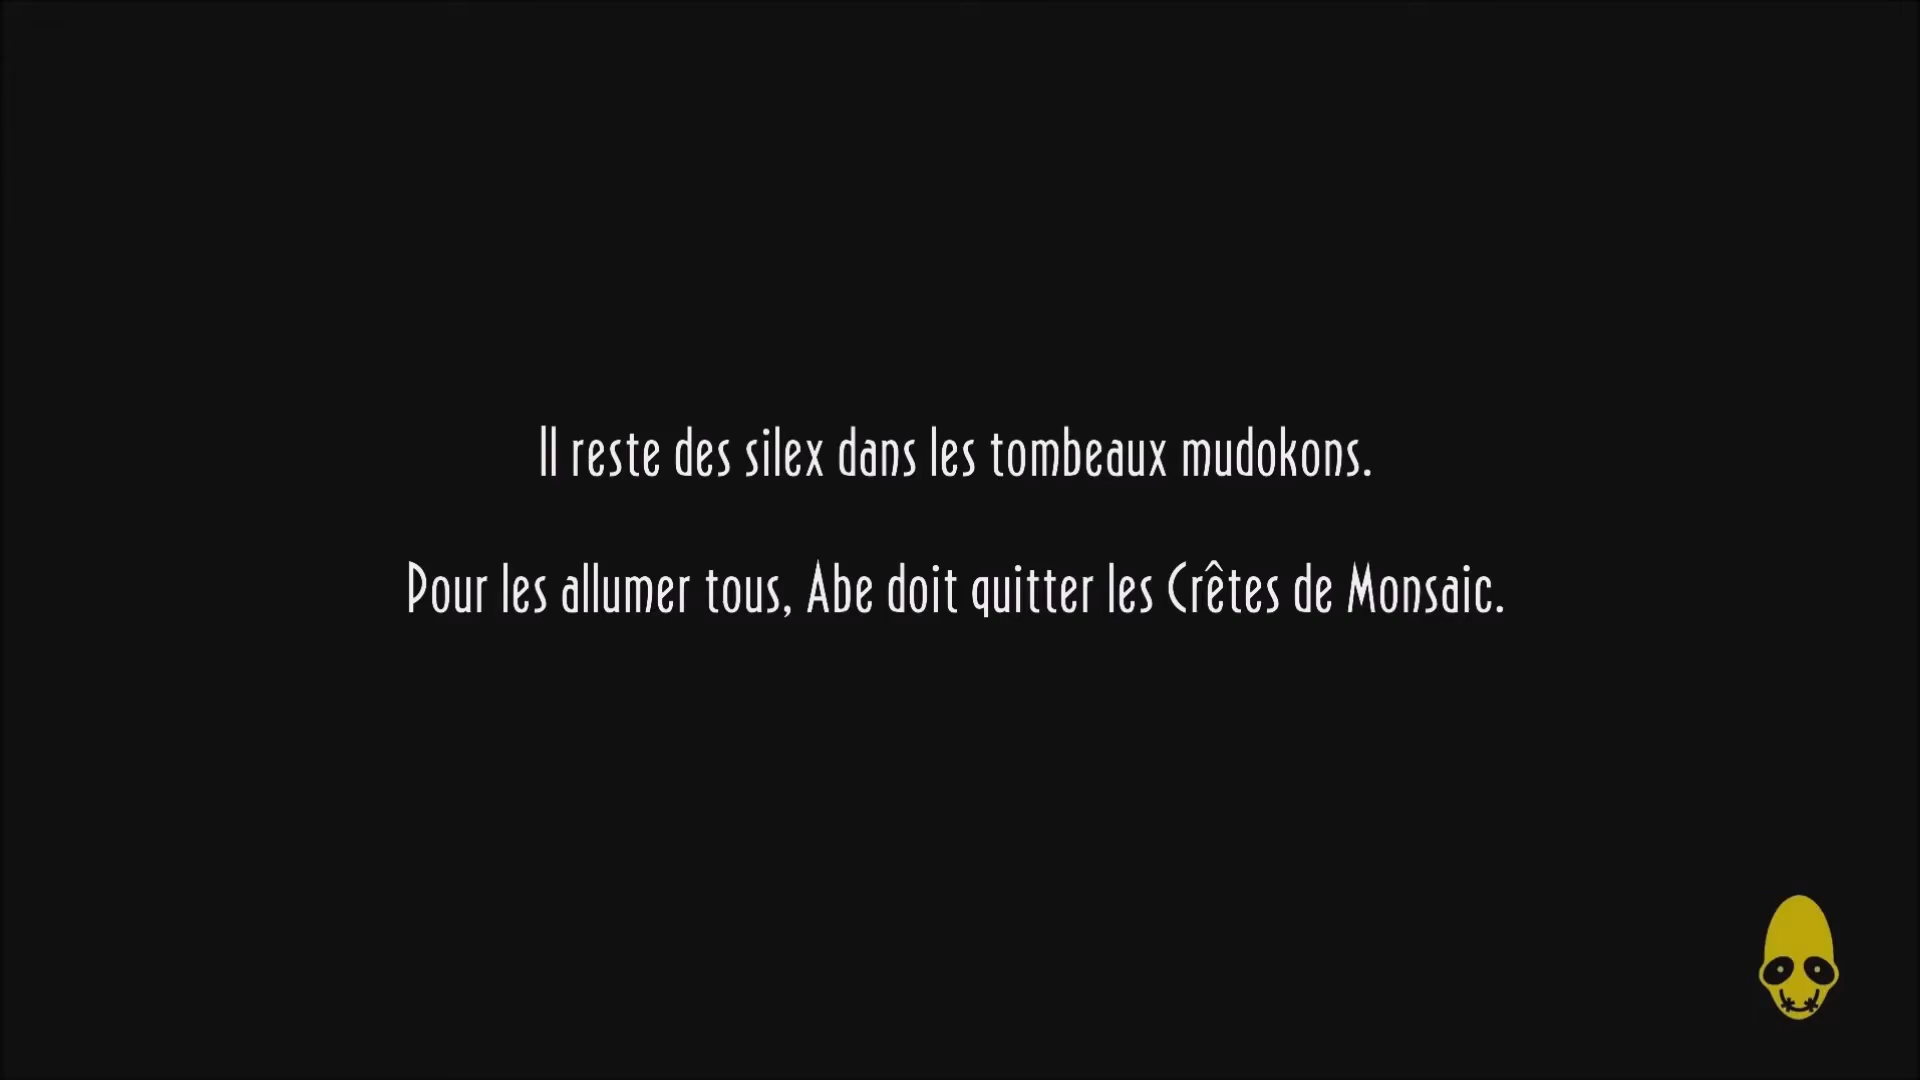 Il reste des silex dans les tombeaux mudokons.
Pour les allumer tous, Abe doit quitter les Crêtes de Monsaic.